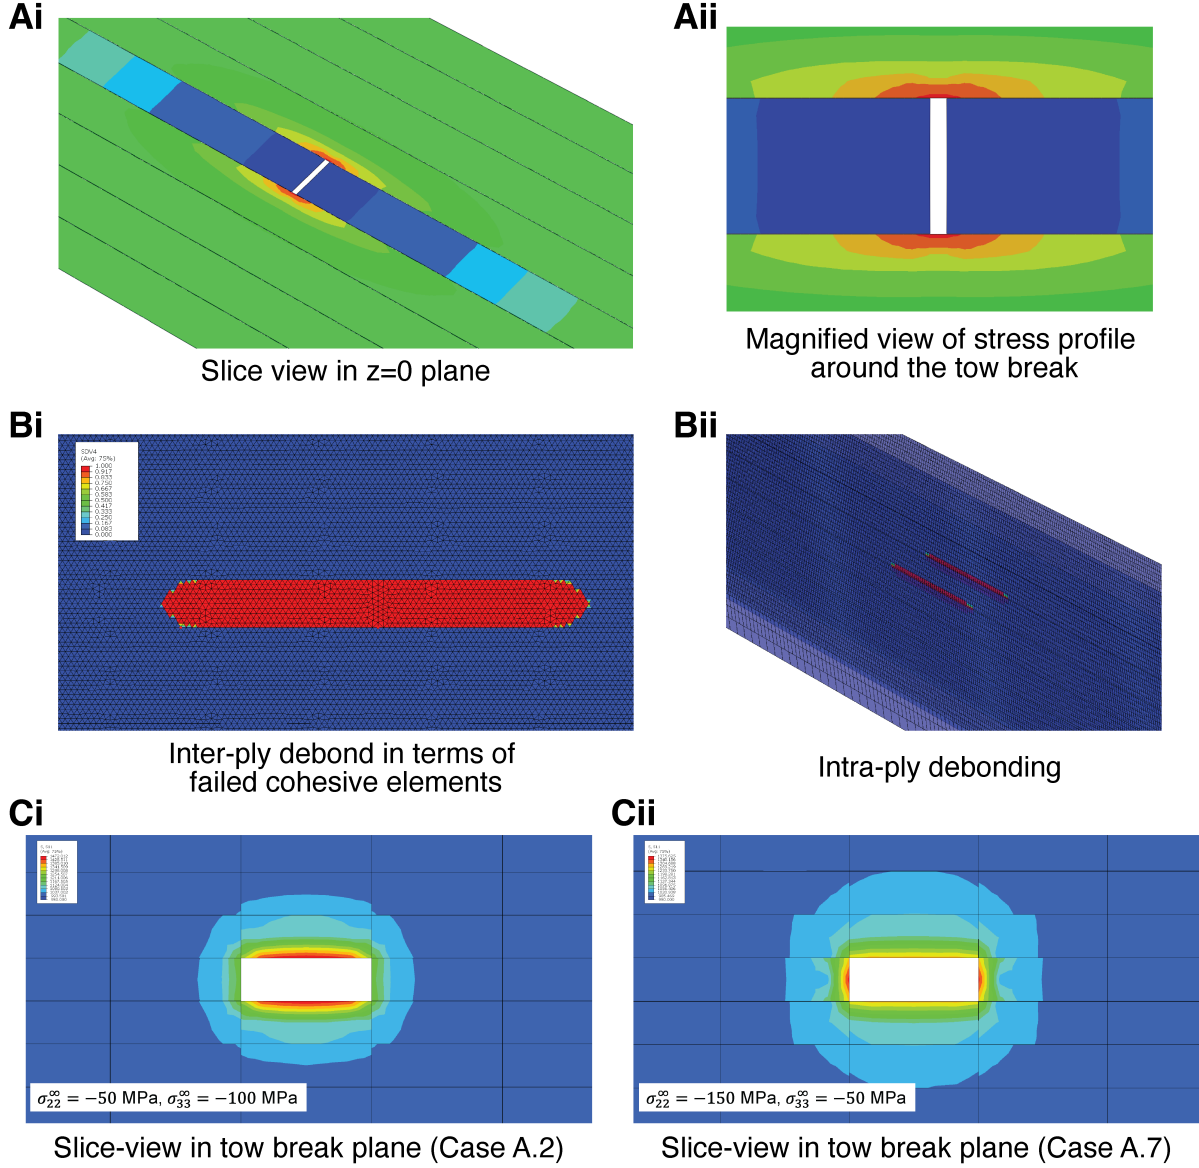 Ai
Aii
Slice view in z=0 plane
Magnified view of stress profile
around the tow break
Bi
Bii
SDV4
(Avg: 75%)
1.000
0.917
0.833
0.750
0.667
0.583
0.500
0.417
0.333
0.250
0.167
0.083
0.000
Inter-ply debond in terms of
failed cohesive elements
Intra-ply debonding
Ci
Cii
(Avg: 75%)
(Avg: 75%)
σ∞22 = −50 MPa, σ∞33 = −100 MPa
σ∞22 = −150 MPa, σ∞33 = −50 MPa
Slice-view in tow break plane (Case A.2)
Slice-view in tow break plane (Case A.7)